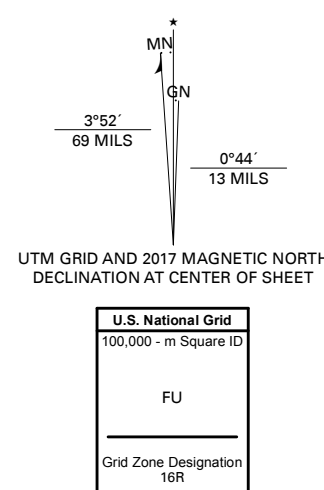 ★
MN
GN
3°52´
69 MILS
0°44´
13 MILS
UTM GRID AND 2017 MAGNETIC NORTH
DECLINATION AT CENTER OF SHEET
U.S. National Grid
100,000 - m Square ID
FU
Grid Zone Designation
16R